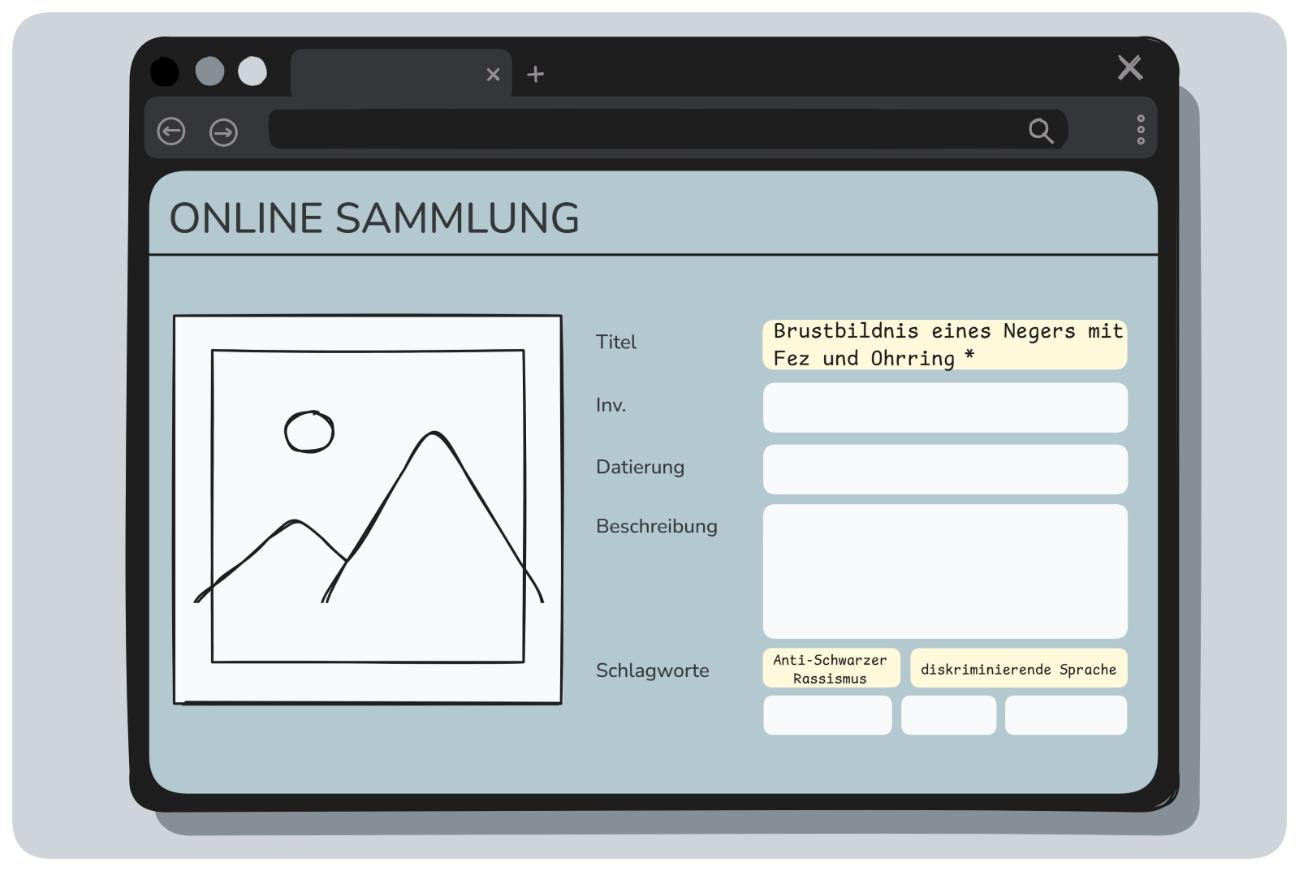 ONLINE SAMMLUNG
Titel
Brustbildnis eines Negers mit
Fez und Ohrring *
Inv.
Datierung
Beschreibung
Schlagworte
Anti-Schwarzer
Rassismus
diskriminierende Sprache